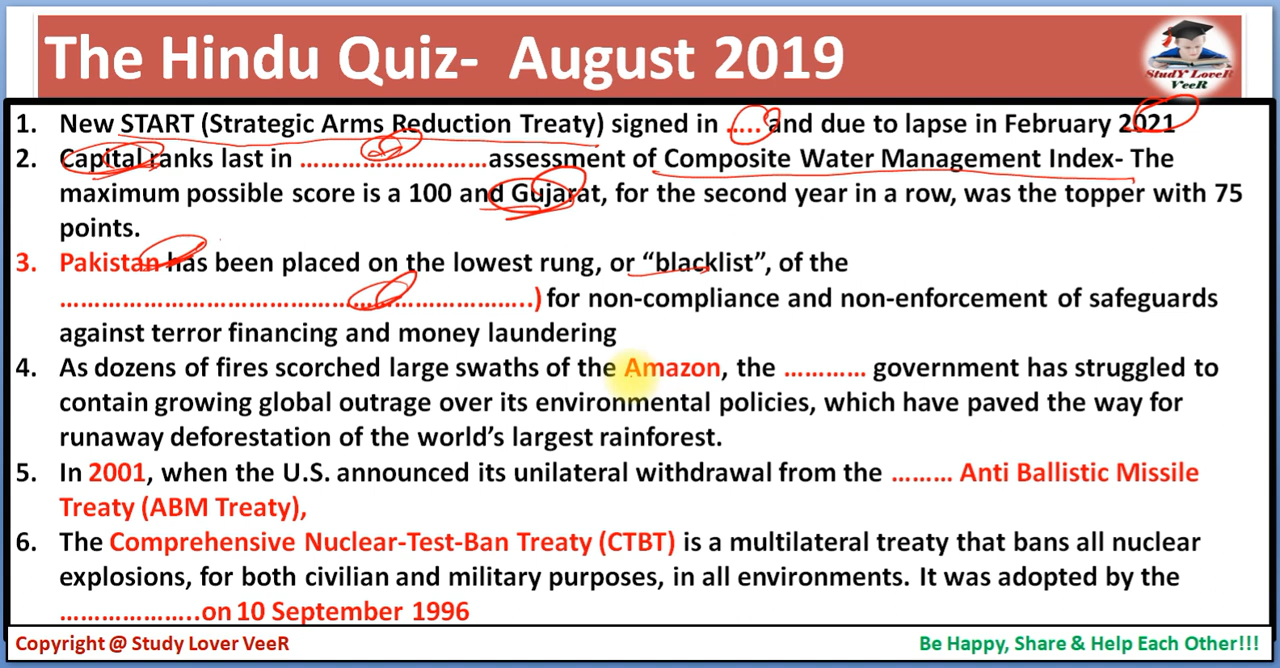 The Hindu Quiz- August 2019
StudY LoveR
VeeR
1. New START (Strategic Arms Reduction Treaty) signed in ..... and due to lapse in February 2021
2. Capital ranks last in ………………………………assessment of Composite Water Management Index- The
maximum possible score is a 100 and Gujarat, for the second year in a row, was the topper with 75
points.
3. Pakistan has been placed on the lowest rung, or “blacklist”, of the
………………………………………………………………………………..) for non-compliance and non-enforcement of safeguards
against terror financing and money laundering
4. As dozens of fires scorched large swaths of the Amazon, the ………… government has struggled to
contain growing global outrage over its environmental policies, which have paved the way for
runaway deforestation of the world’s largest rainforest.
5. In 2001, when the U.S. announced its unilateral withdrawal from the ……… Anti Ballistic Missile
Treaty (ABM Treaty),
6. The Comprehensive Nuclear-Test-Ban Treaty (CTBT) is a multilateral treaty that bans all nuclear
explosions, for both civilian and military purposes, in all environments. It was adopted by the
………………..on 10 September 1996
Copyright @ Study Lover VeeR Be Happy, Share & Help Each Other!!!